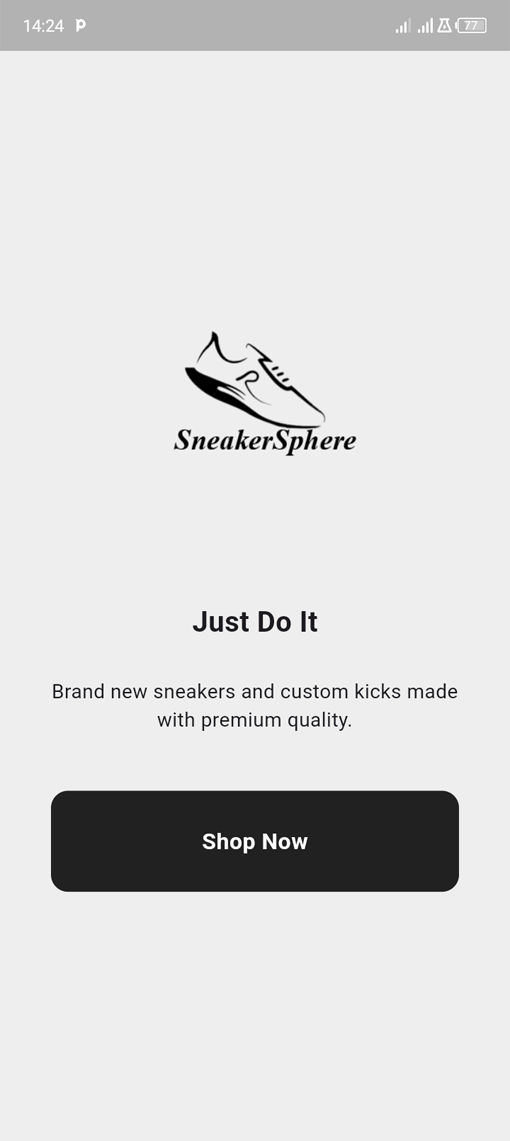 14:24
77
SneakerSphere
Just Do It
Brand new sneakers and custom kicks made
with premium quality.
Shop Now